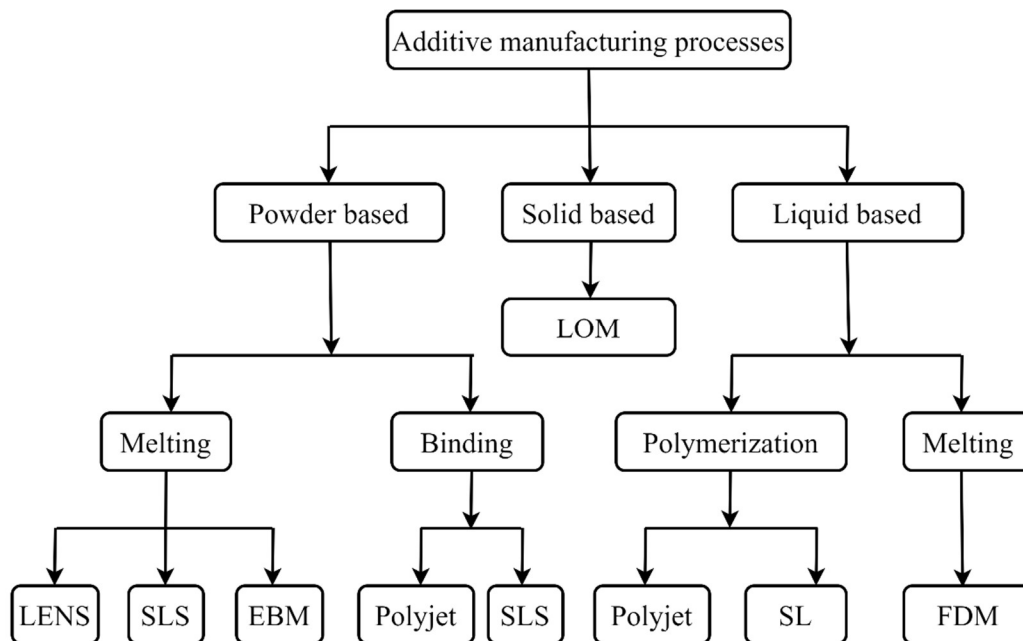 Additive manufacturing processes
Powder based
Solid based
Liquid based
LOM
Melting
Binding
Polymerization
Melting
LENS
SLS
EBM
Polyjet
SLS
Polyjet
SL
FDM